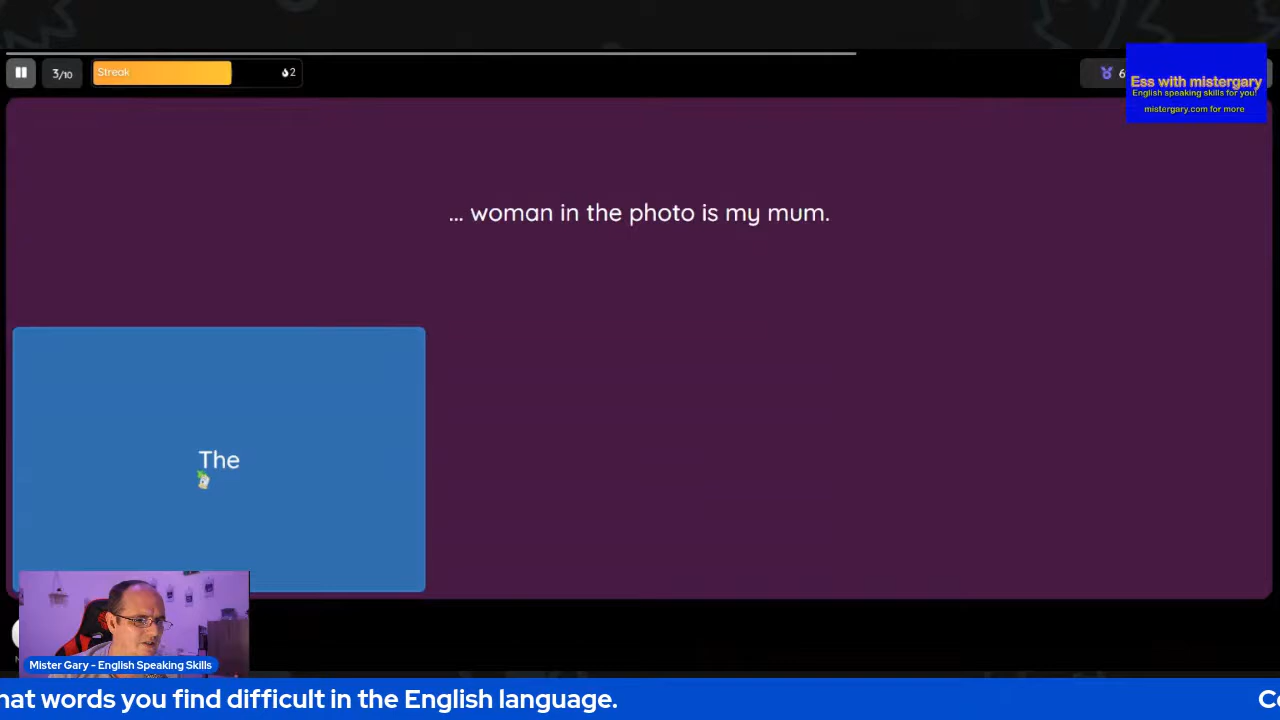 3/10
Streak
2
6
Ess with mistergary
English speaking skills for you!
mistergary.com for more
... woman in the photo is my mum.
The
Mister Gary - English Speaking Skills
hat words you find difficult in the English language.